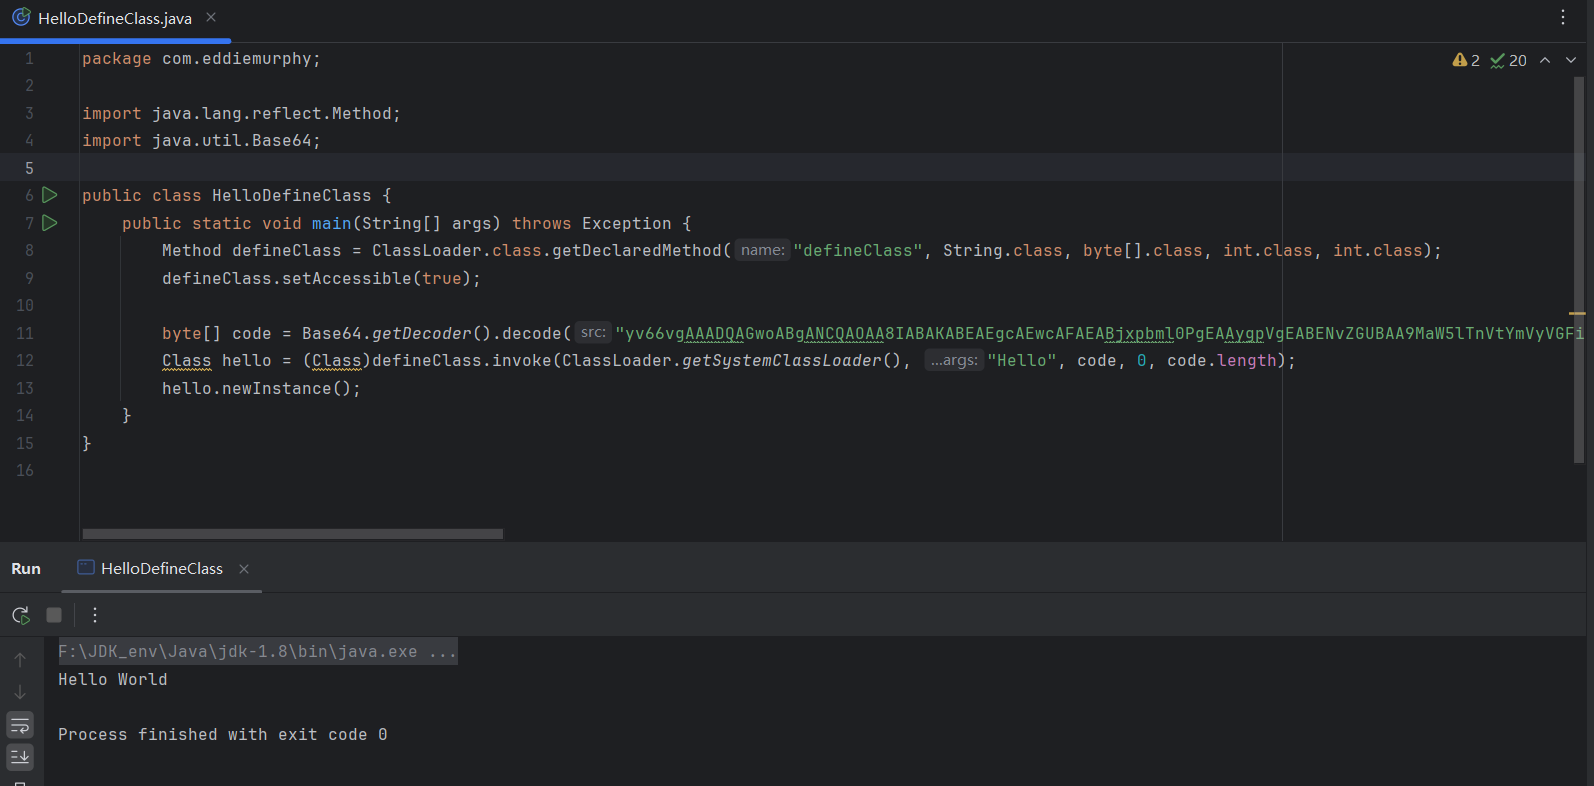 HelloDefineClass.java
2 20
1 package com.eddiemurphy;
2
3 import java.lang.reflect.Method;
4 import java.util.Base64;
5
6 public class HelloDefineClass {
7 public static void main(String[] args) throws Exception {
8 Method defineClass = ClassLoader.class.getDeclaredMethod( name: "defineClass", String.class, byte[].class, int.class, int.class);
9 defineClass.setAccessible(true);
10
11 byte[] code = Base64.getDecoder().decode( src: "yv66vgAAADQAGwoABgANCQAOAA8IABAKABEAEgcAEwcAFAEABjxpbml0PgEAAygpVgEABENvZGUBAA9MaW5lTnVtYmVyVGFi
12 Class hello = (Class)defineClass.invoke(ClassLoader.getSystemClassLoader(), ...args: "Hello", code, 0, code.length);
13 hello.newInstance();
14 }
15 }
16
Run HelloDefineClass
F:\JDK_env\Java\jdk-1.8\bin\java.exe ...
Hello World
Process finished with exit code 0